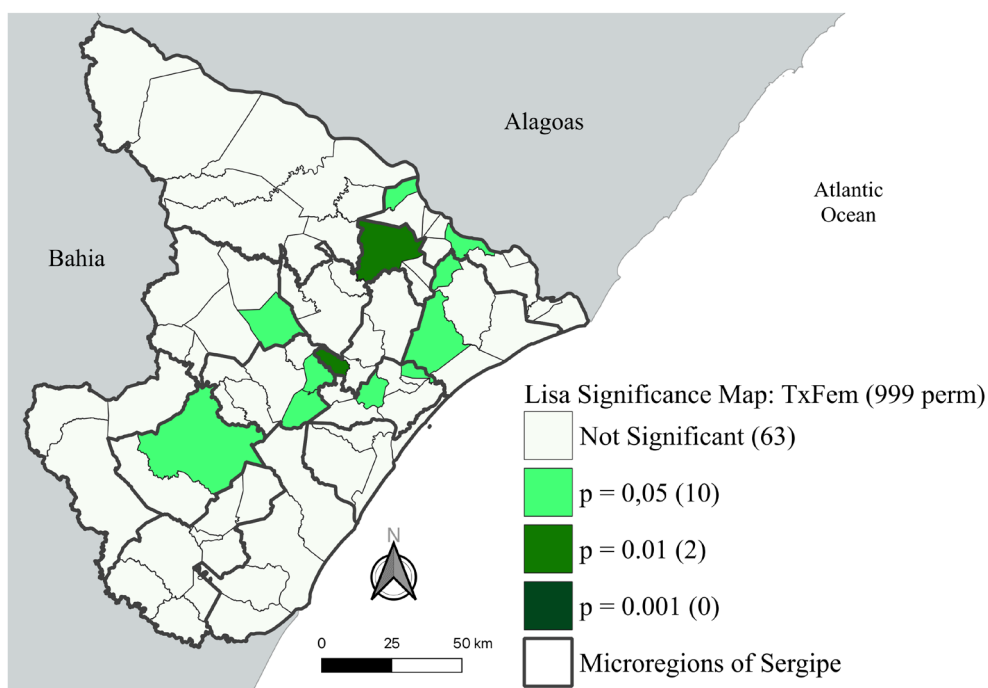 Alagoas
Atlantic
Ocean
Bahia
Lisa Significance Map: TxFem (999 perm)
Not Significant (63)
p = 0,05 (10)
p = 0.01 (2)
p = 0.001 (0)
Microregions of Sergipe
N
0 25 50 km